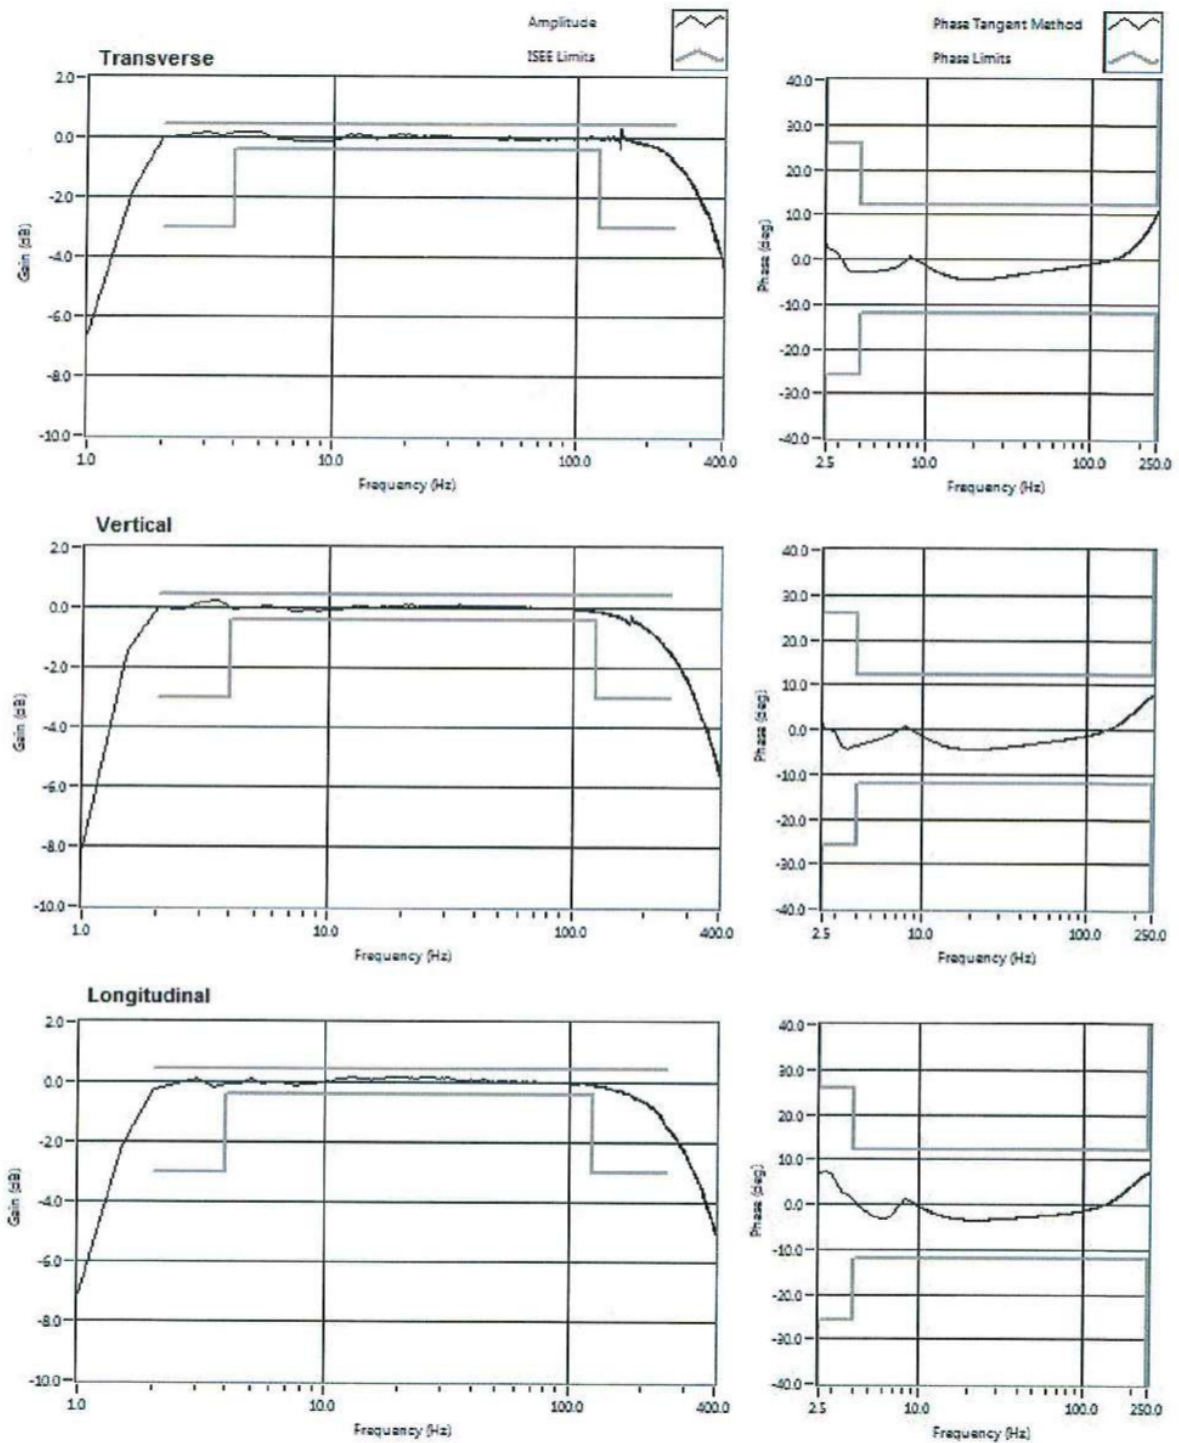 Amplitude
Phase Tangent Method
ISEE Limits
Phase Limits
Transverse
2.0
0.0
-2.0
-4.0
-6.0
-8.0
-10.0
Gain (dB)
1.0 10.0 100.0 400.0
Frequency (Hz)
40.0
30.0
20.0
10.0
0.0
-10.0
-20.0
-30.0
-40.0
Phase (deg)
2.5 10.0 100.0 250.0
Frequency (Hz)
Vertical
2.0
0.0
-2.0
-4.0
-6.0
-8.0
-10.0
Gain (dB)
1.0 10.0 100.0 400.0
Frequency (Hz)
40.0
30.0
20.0
10.0
0.0
-10.0
-20.0
-30.0
-40.0
Phase (deg)
2.5 10.0 100.0 250.0
Frequency (Hz)
Longitudinal
2.0
0.0
-2.0
-4.0
-6.0
-8.0
-10.0
Gain (dB)
1.0 10.0 100.0 400.0
Frequency (Hz)
40.0
30.0
20.0
10.0
0.0
-10.0
-20.0
-30.0
-40.0
Phase (deg)
2.5 10.0 100.0 250.0
Frequency (Hz)